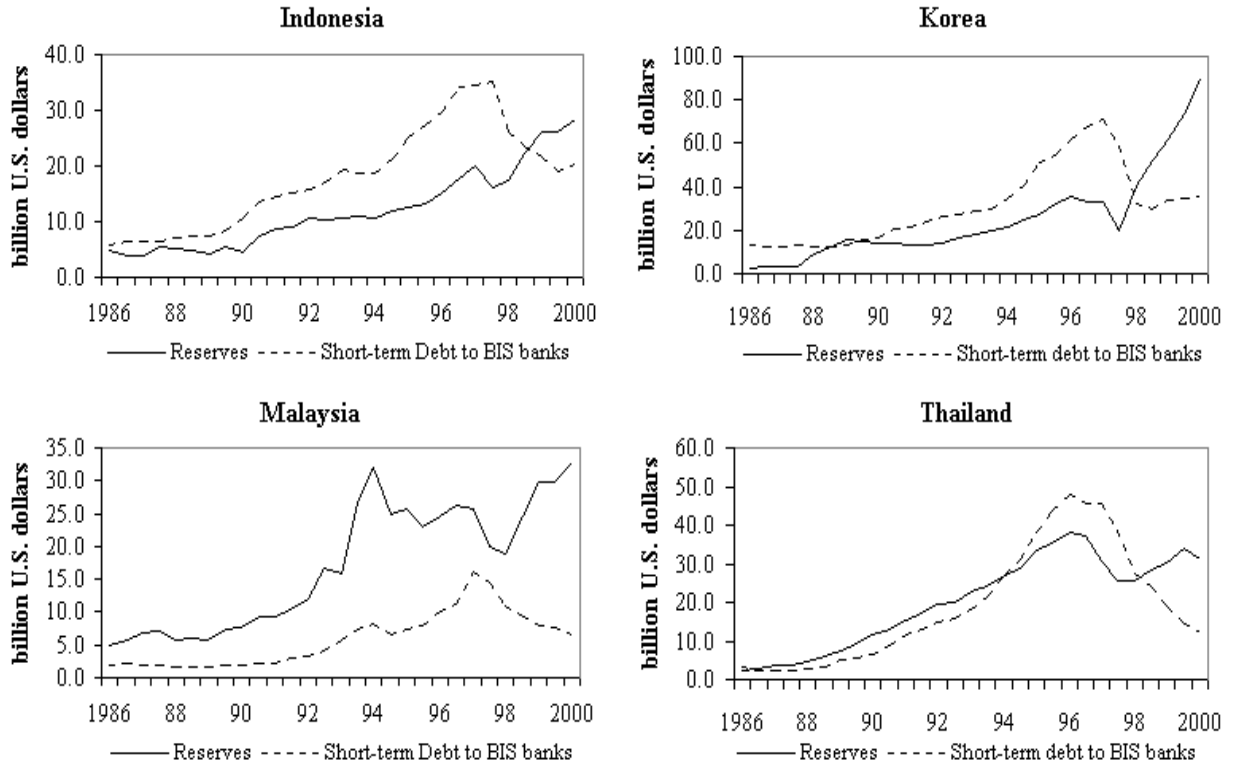 Indonesia
billion U.S. dollars
40.0
30.0
20.0
10.0
0.0
1986 88 90 92 94 96 98 2000
Reserves Short-term Debt to BIS banks
Korea
billion U.S. dollars
100.0
80.0
60.0
40.0
20.0
0.0
1986 90 92 94 96 98 2000
Reserves Short-term debt to BIS banks
Malaysia
billion U.S. dollars
35.0
30.0
25.0
20.0
15.0
10.0
5.0
0.0
1986 88 90 92 94 96 98 2000
Reserves Short-term Debt to BIS banks
Thailand
billion U.S. dollars
60.0
50.0
40.0
30.0
20.0
10.0
0.0
1986 88 90 92 94 96 98 2000
Reserves Short-term debt to BIS banks